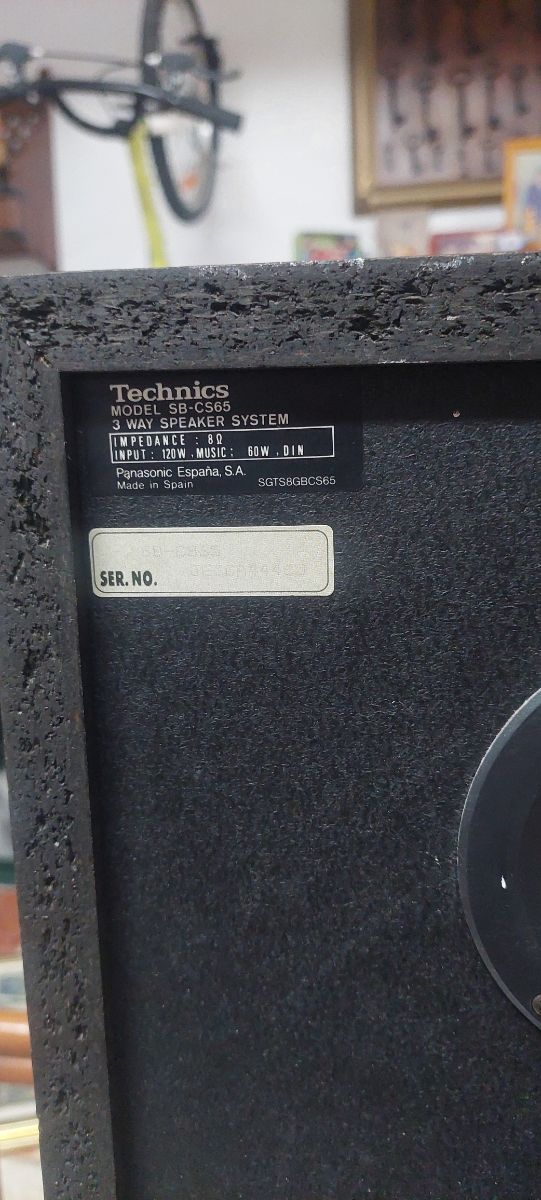 Technics
MODEL SB-CS65
3 WAY SPEAKER SYSTEM
IMPEDANCE : 8Ω
INPUT : 120W . MUSIC : 60W . DIN
Panasonic España, S.A.
Made in Spain SGTS8GBCS65
SER. NO.